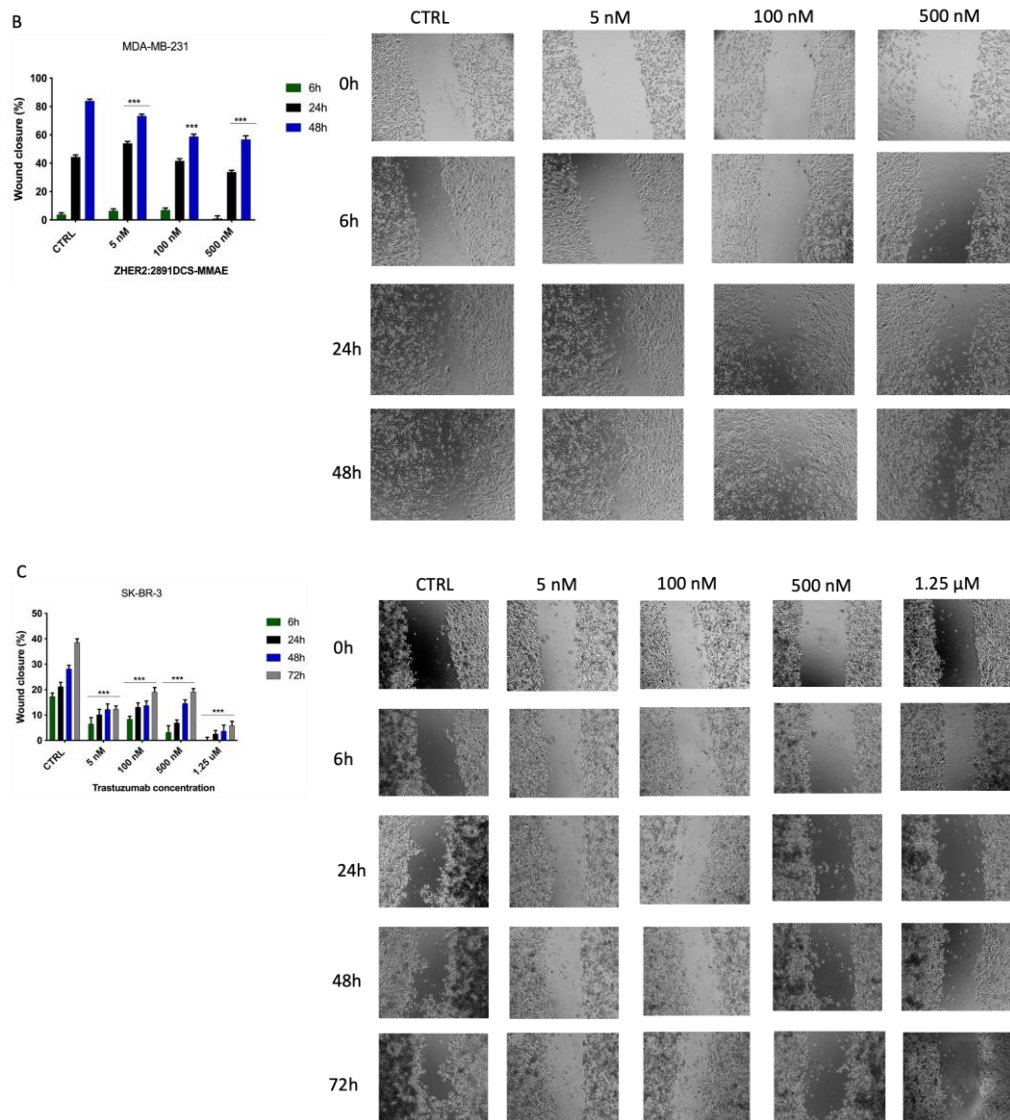 B
MDA-MB-231
Wound closure (%)
100
80
60
40
20
0
***
***
***
6h
24h
48h
CTRL
5 nM
100 nM
500 nM
ZHER2:2891DCS-MMAE
CTRL
5 nM
100 nM
500 nM
0h
6h
24h
48h
C
SK-BR-3
Wound closure (%)
50
40
30
20
10
0
***
***
***
***
6h
24h
48h
72h
CTRL
5 nM
100 nM
500 nM
1.25 uM
Trastuzumab concentration
CTRL
5 nM
100 nM
500 nM
1.25 µM
0h
6h
24h
48h
72h